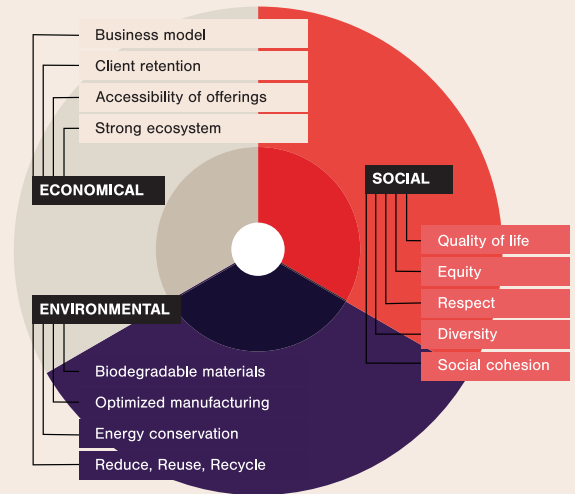 Business model
Client retention
Accessibility of offerings
Strong ecosystem
ECONOMICAL
SOCIAL
Quality of life
Equity
Respect
Diversity
Social cohesion
ENVIRONMENTAL
Biodegradable materials
Optimized manufacturing
Energy conservation
Reduce, Reuse, Recycle